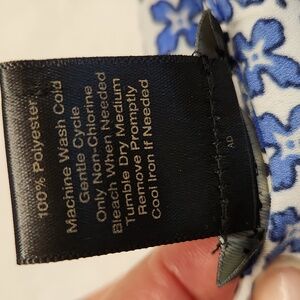 100% Polyester
Machine Wash Cold
Gentle Cycle
Only Non-Chlorine
Bleach When Needed
Tumble Dry Medium
Remove Promptly
Cool Iron If Needed
AD